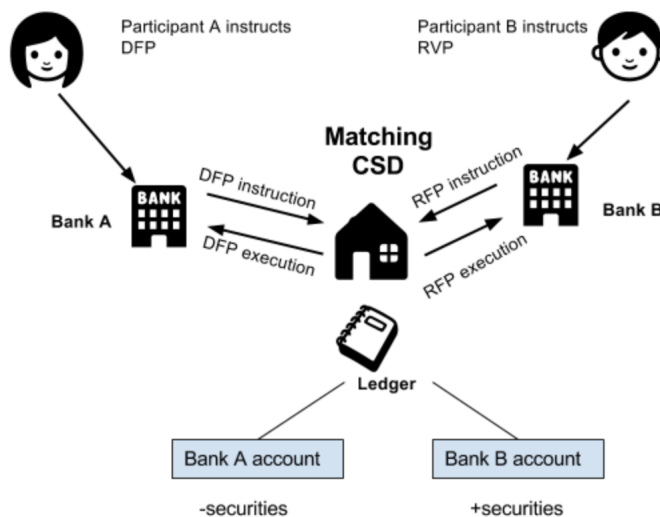 Participant A instructs
DFP
Participant B instructs
RVP
Matching
CSD
DFP instruction
RFP instruction
BANK
BANK
Bank A
Bank B
DFP execution
RFP execution
Ledger
Bank A account
Bank B account
-securities
+securities